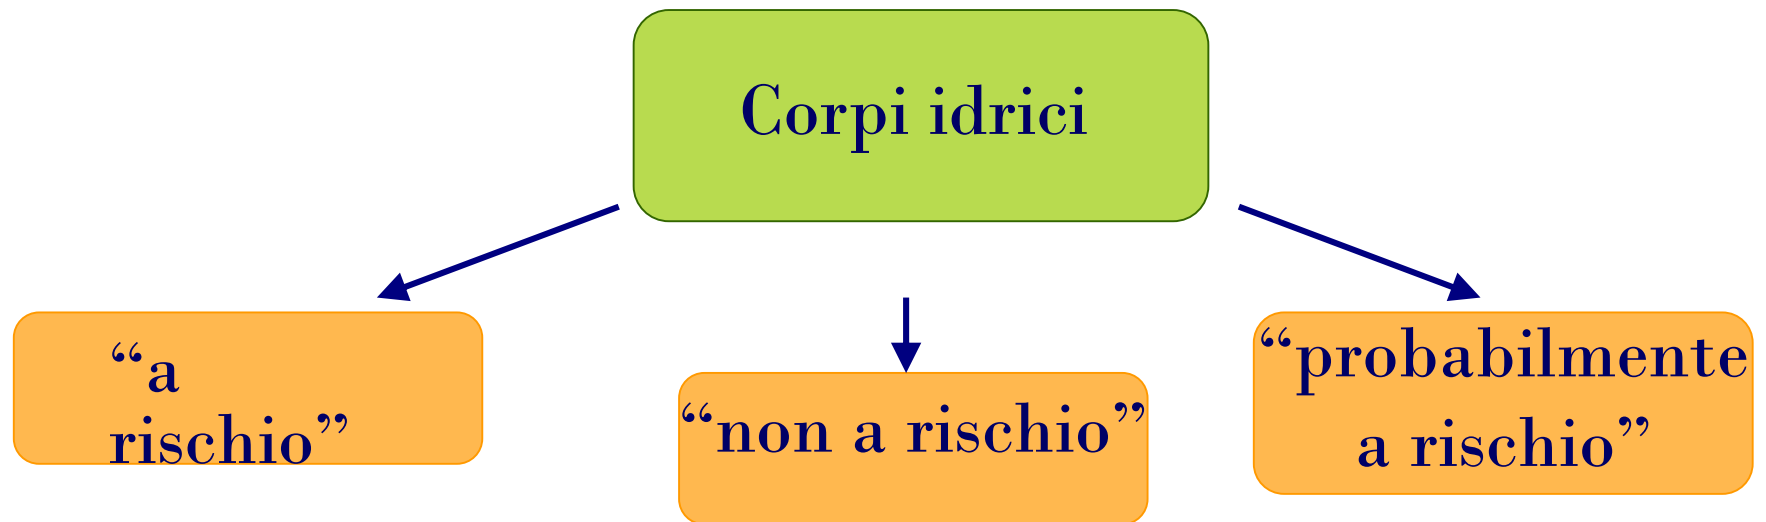 Corpi idrici
“a
rischio”
“non a rischio”
“probabilmente
a rischio”